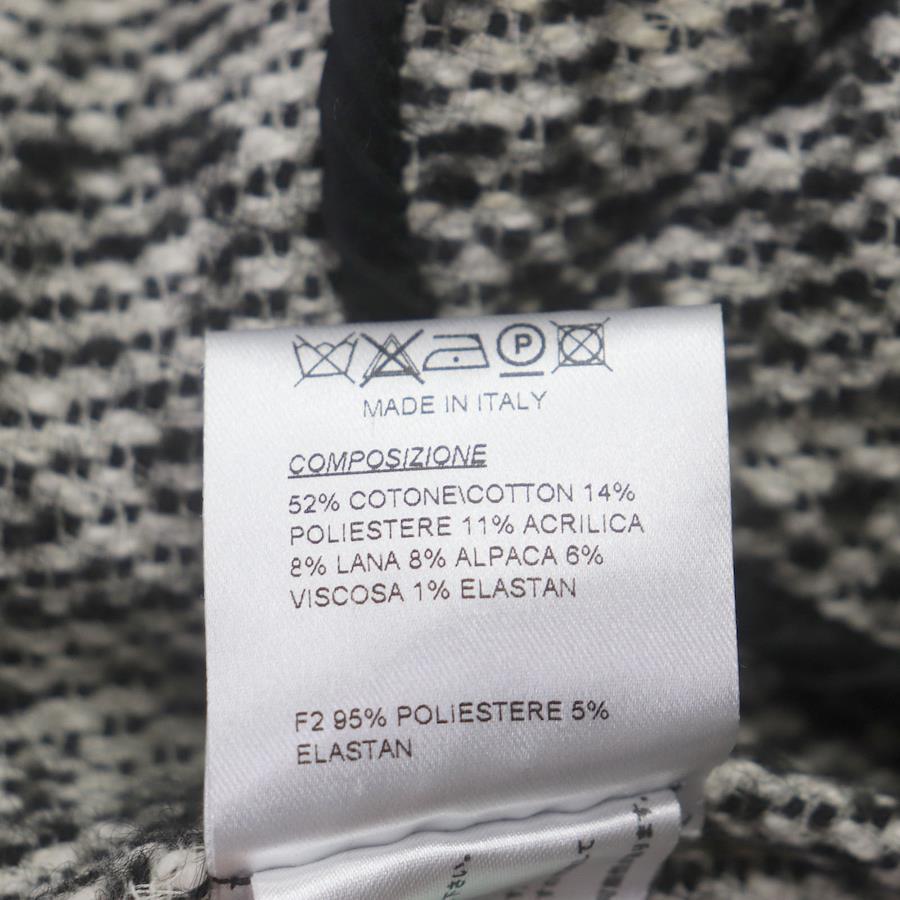 P
MADE IN ITALY
COMPOSIZIONE
52% COTONE\COTTON 14%
POLIESTERE 11% ACRILICA
8% LANA 8% ALPACA 6%
VISCOSA 1% ELASTAN
F2 95% POLIESTERE 5%
ELASTAN